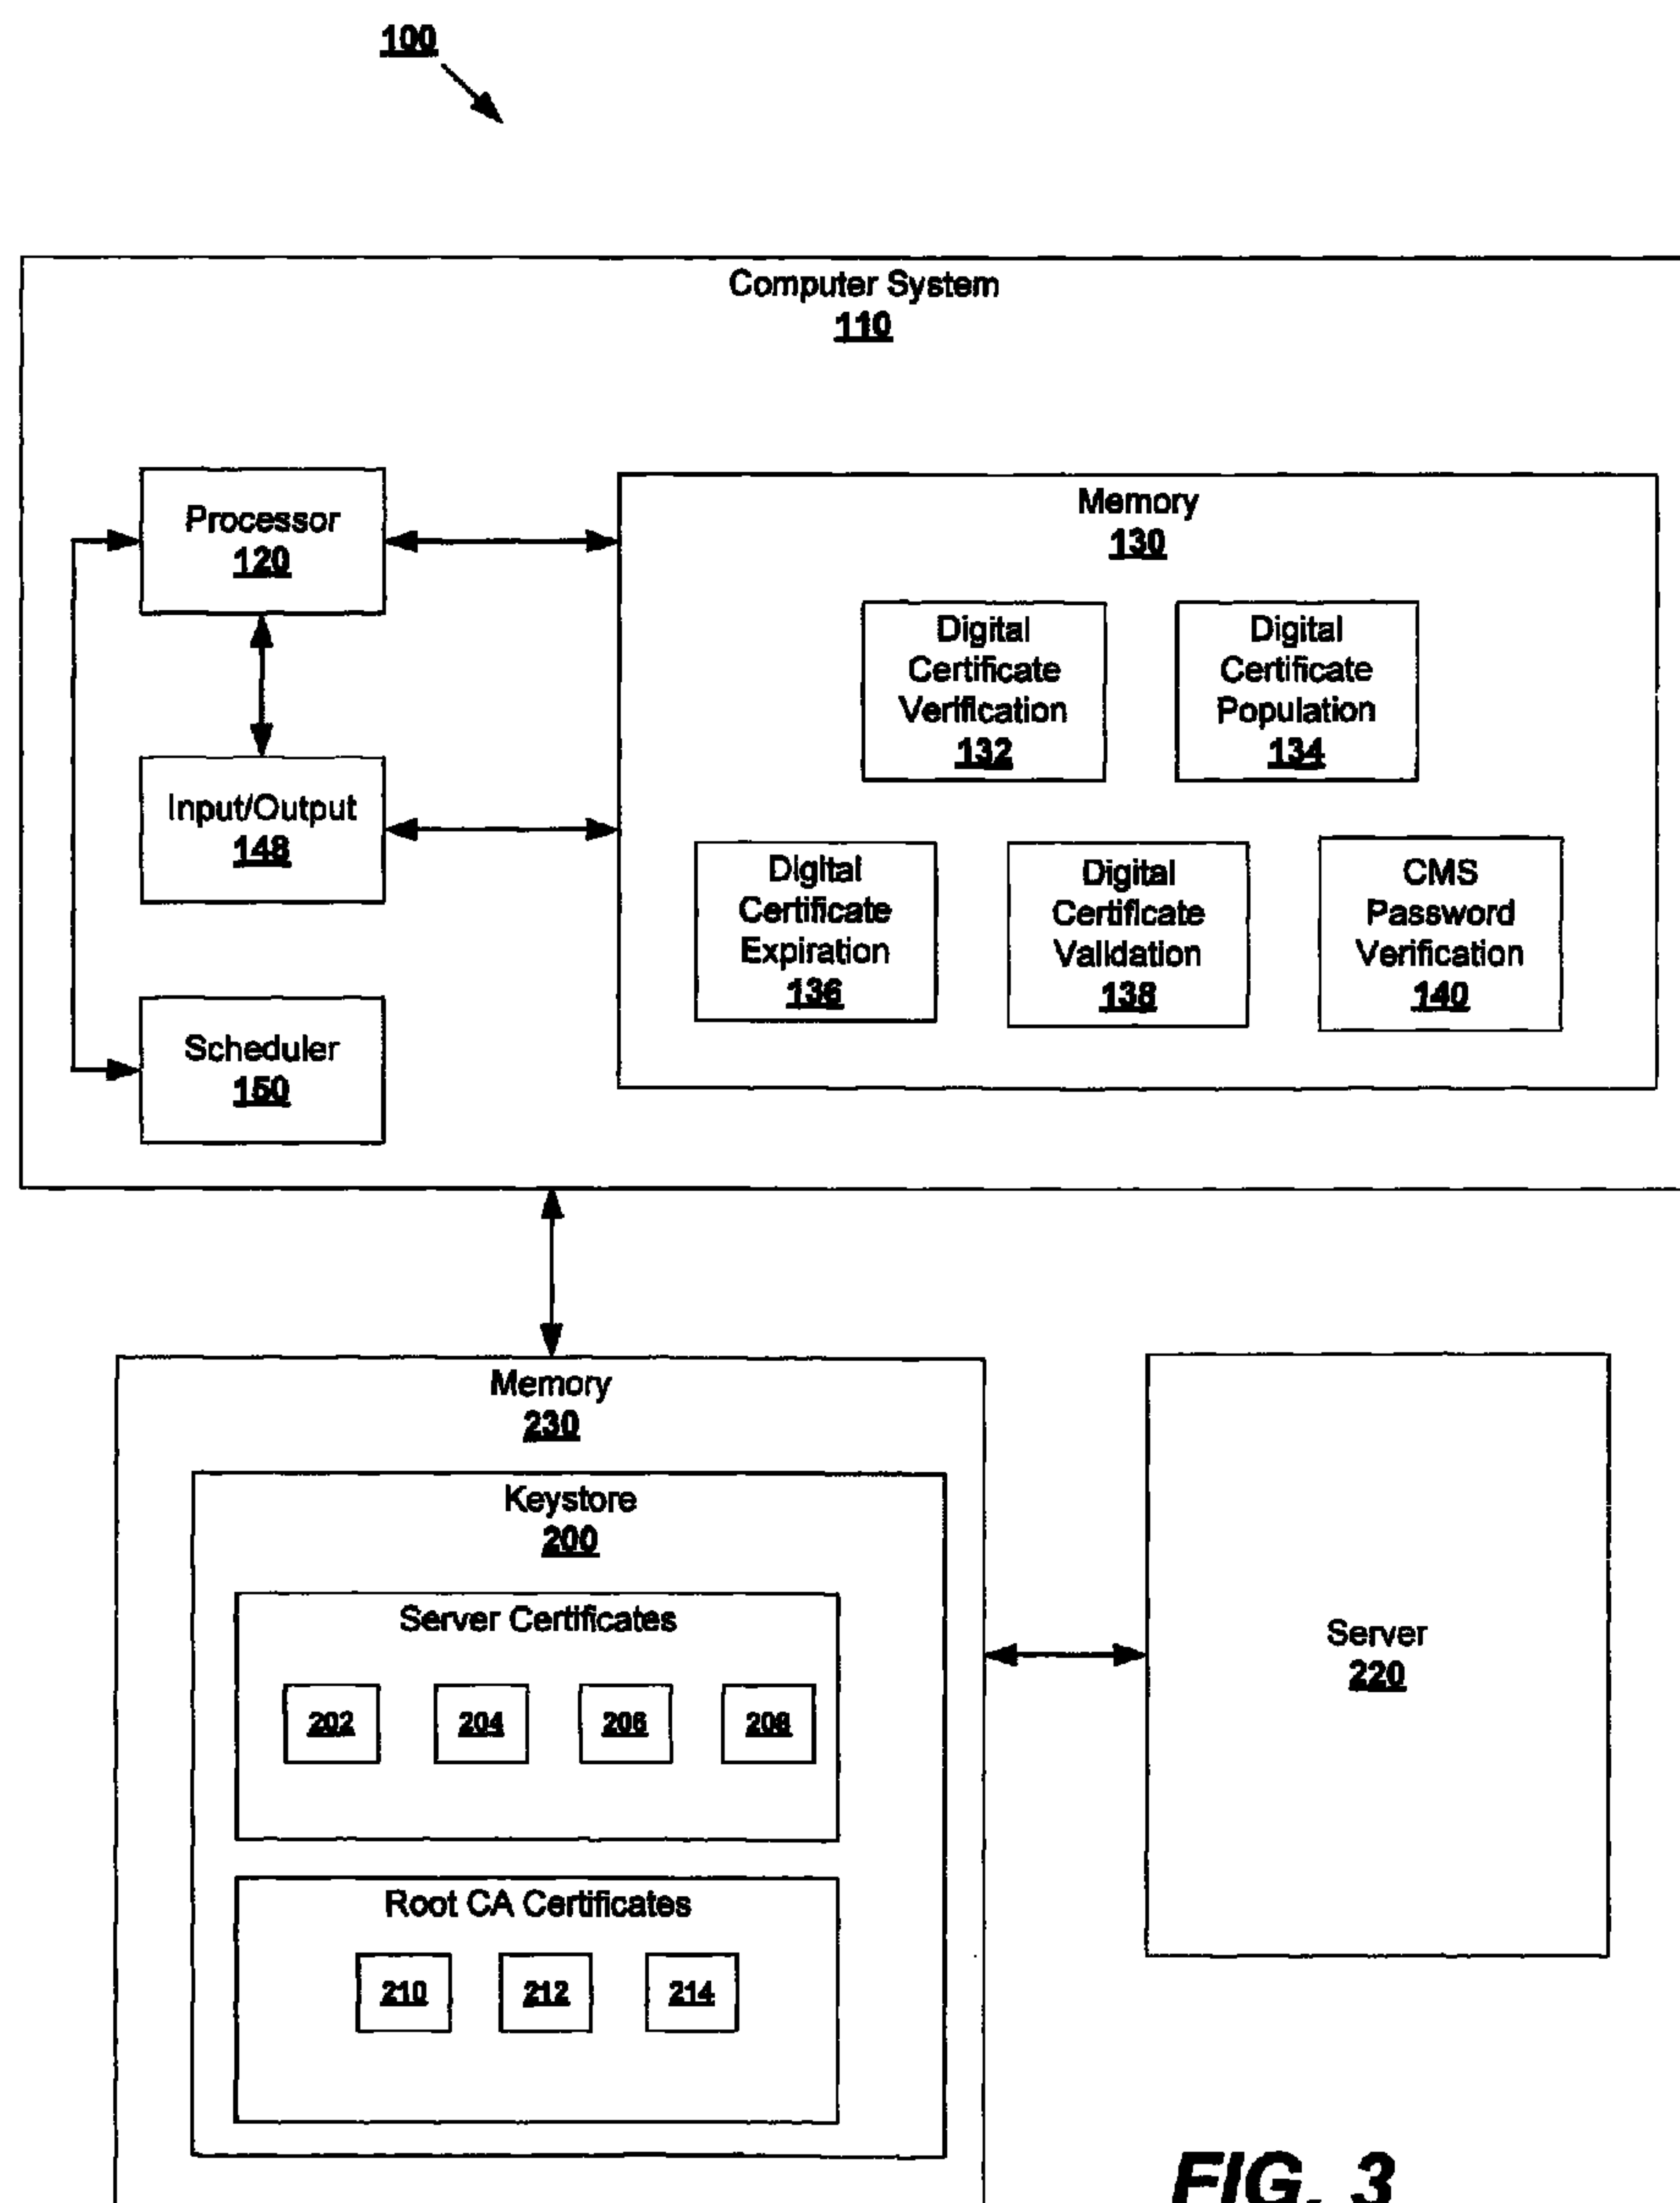 100
Computer System
110
Processor
120
Memory
130
Digital
Certificate
Verification
132
Digital
Certificate
Population
134
Input/Output
148
Digital
Certificate
Expiration
136
Digital
Certificate
Validation
138
CMS
Password
Verification
140
Scheduler
150
Memory
230
Keystore
200
Server Certificates
202 204 206 208
Root CA Certificates
210 212 214
Server
220
FIG. 3